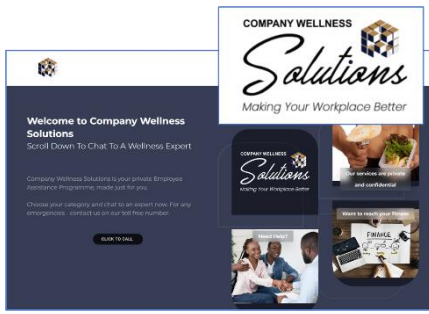 COMPANY WELLNESS
Solutions
Making Your Workplace Better
Welcome to Company Wellness
Solutions
Scroll Down To Chat To A Wellness Expert
Company Wellness Solutions is your private Employee
Assistance Programme, made just for you.
Choose your category and chat to an expert now. For any
emergencies - contact us on our toll free number.
CLICK TO CALL
COMPANY WELLNESS
Solutions
Making Your Workplace Better
Our services are private
and confidential
Need Help?
Want to reach your
FINANCE